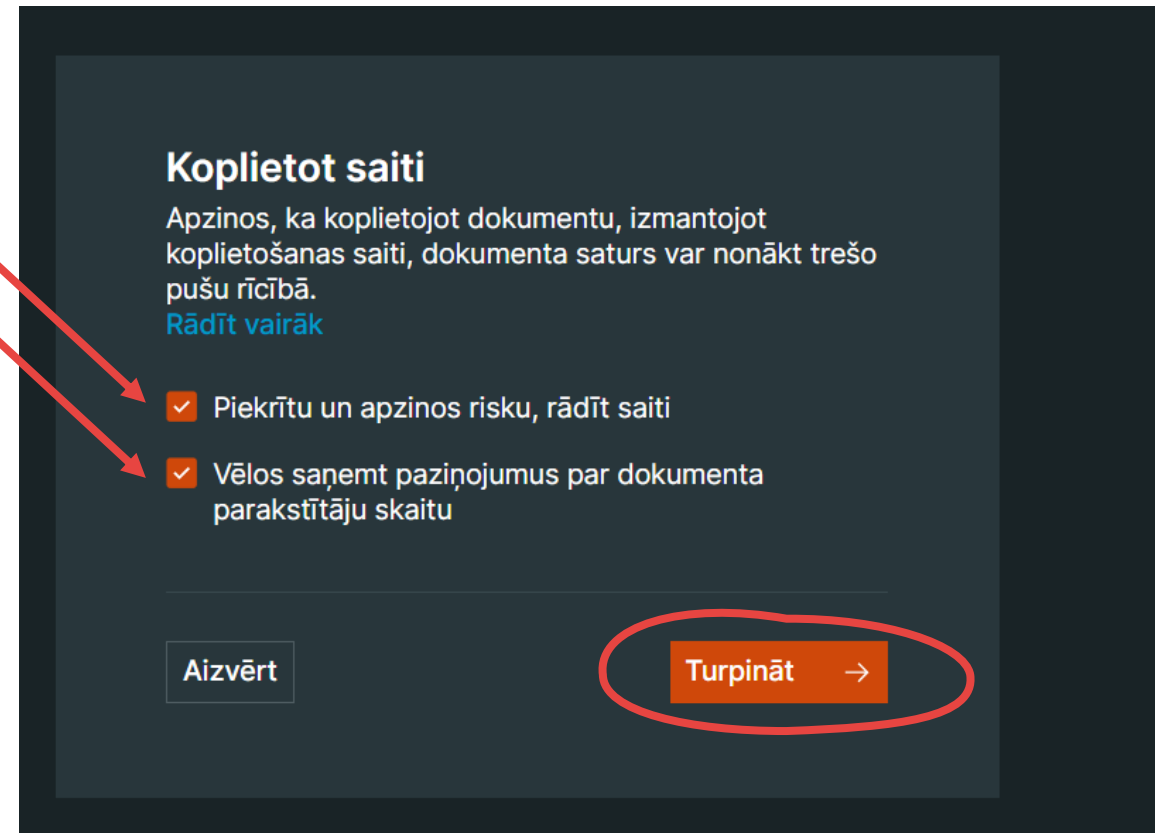 Koplietot saiti
Apzinos, ka koplietojot dokumentu, izmantojot
koplietošanas saiti, dokumenta saturs var nonākt trešo
pušu rīcībā.
Rādīt vairāk
Piekrītu un apzinos risku, rādīt saiti
Vēlos saņemt paziņojumus par dokumenta
parakstītāju skaitu
Aizvērt
Turpināt →